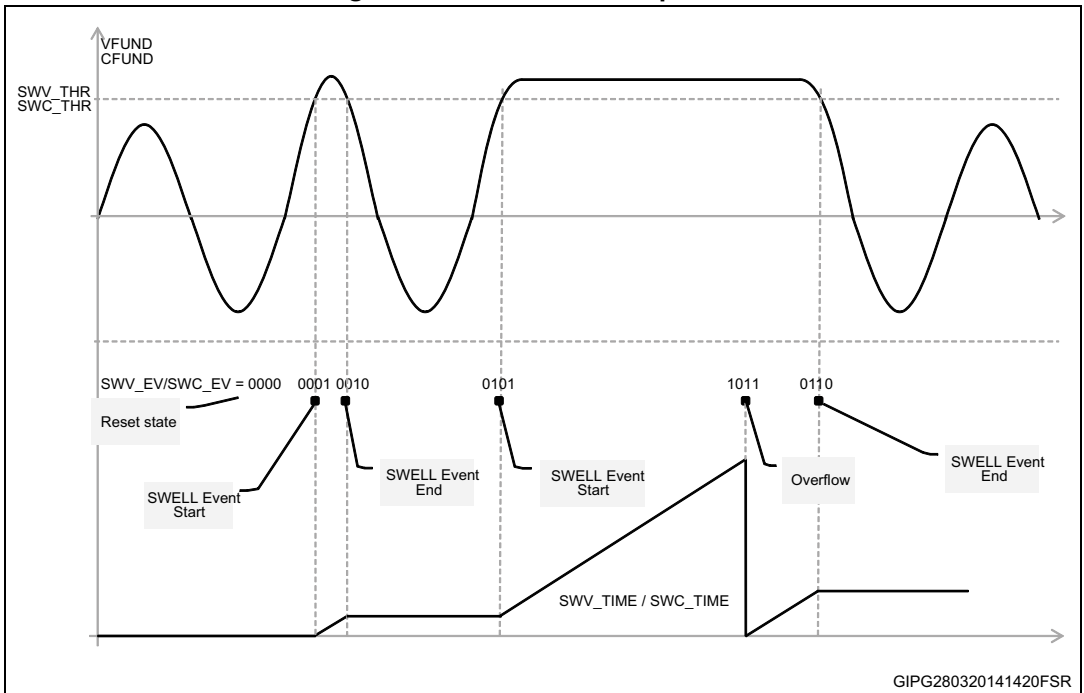 VFUND
CFUND
SWV_THR
SWC_THR
SWV_EV/SWC_EV = 0000 0001 0010 0101 1011 0110
Reset state
SWELL Event
Start
SWELL Event
End
SWELL Event
Start
Overflow
SWELL Event
End
SWV_TIME / SWC_TIME
GIPG280320141420FSR